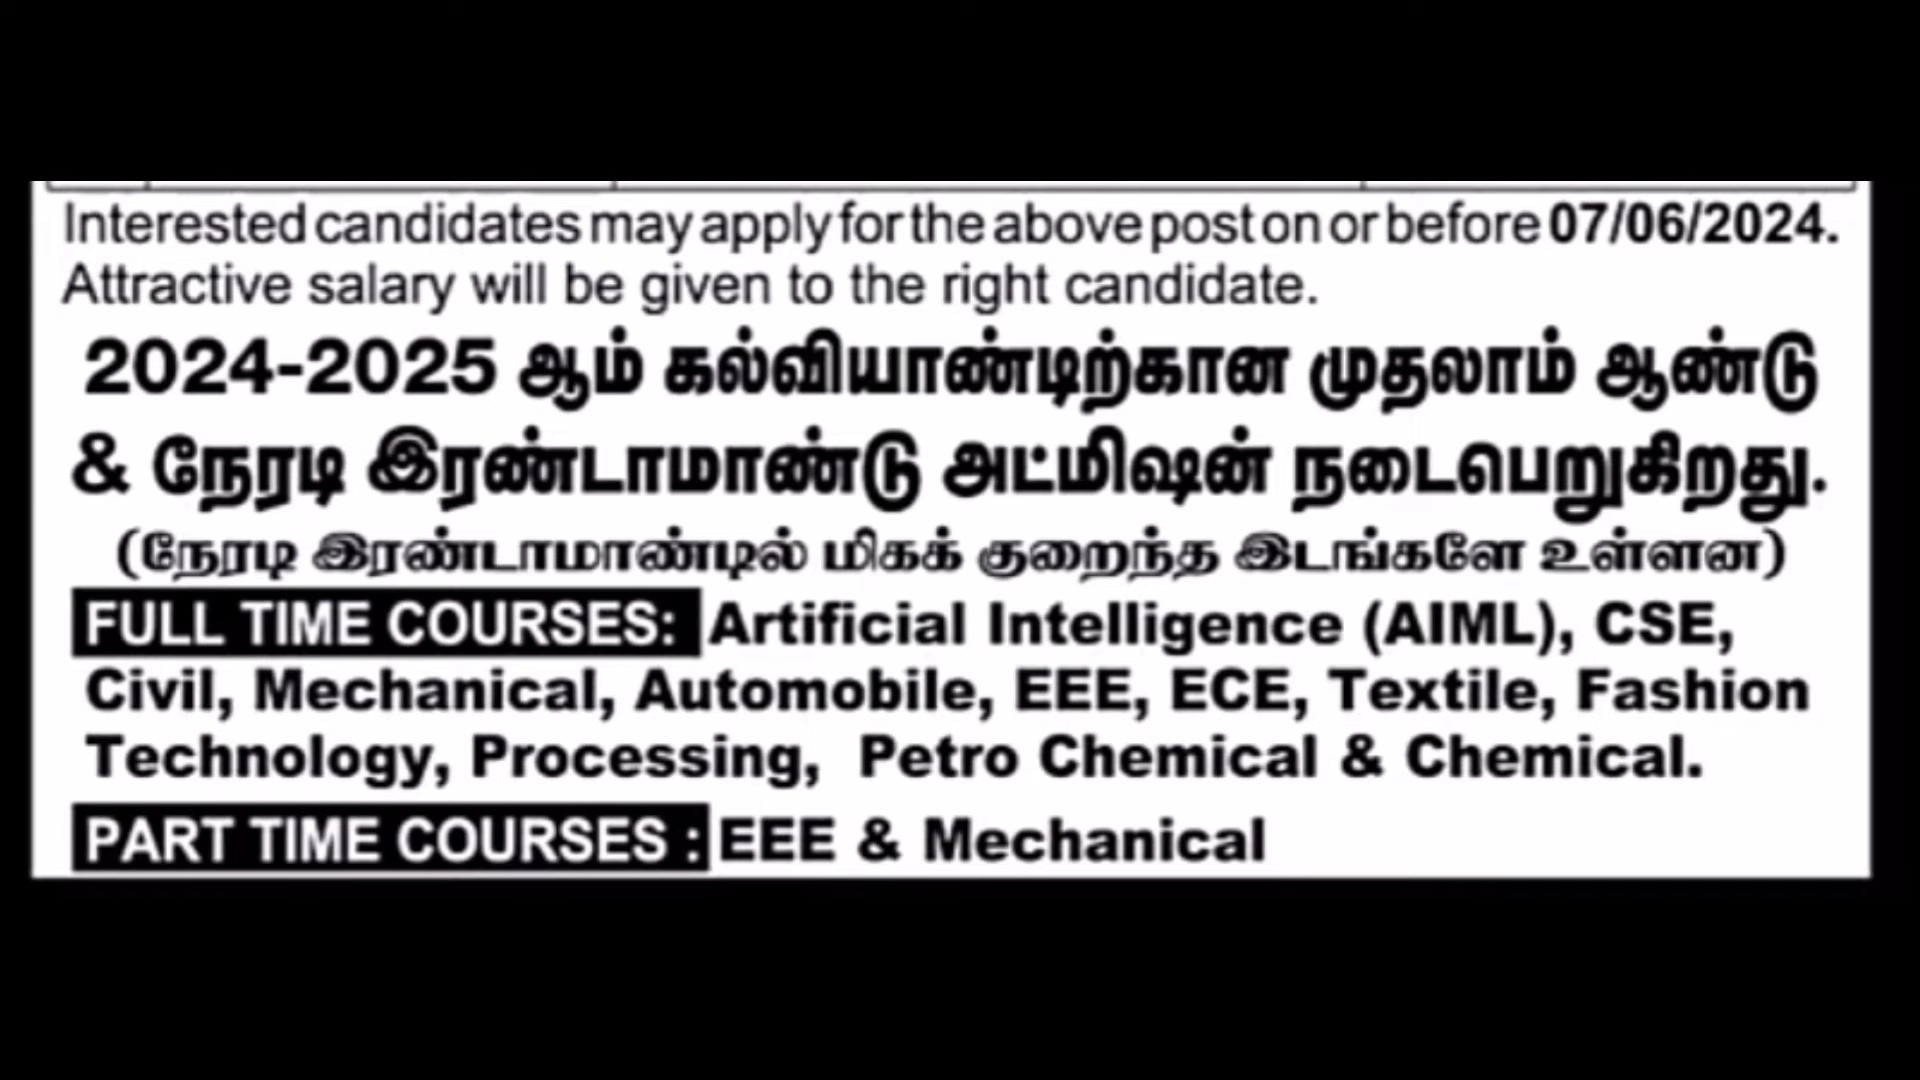 Interested candidates may apply for the above post on or before 07/06/2024.
Attractive salary will be given to the right candidate.
2024-2025 ஆம் கல்வியாண்டிற்கான முதலாம் ஆண்டு
& நேரடி இரண்டாமாண்டு அட்மிஷன் நடைபெறுகிறது.
(நேரடி இரண்டாமாண்டில் மிகக் குறைந்த இடங்களே உள்ளன)
FULL TIME COURSES: Artificial Intelligence (AIML), CSE,
Civil, Mechanical, Automobile, EEE, ECE, Textile, Fashion
Technology, Processing, Petro Chemical & Chemical.
PART TIME COURSES : EEE & Mechanical